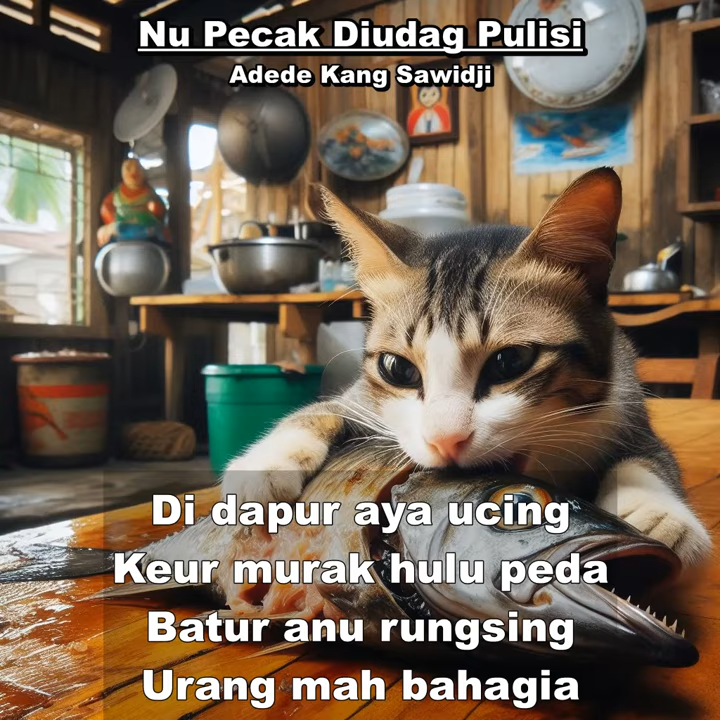 Nu Pecak Diudag Pulisi
Adede Kang Sawidji
Di dapur aya ucing
Keur murak hulu peda
Batur anu rungsing
Urang mah bahagia